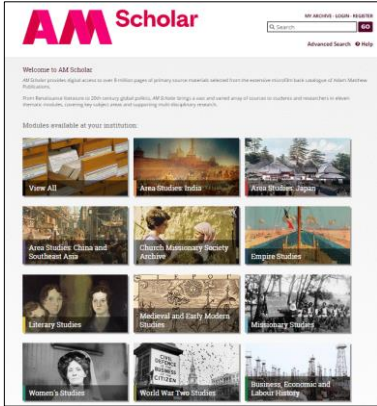 AM Scholar
MY ARCHIVE · LOGIN · REGISTER
Search
GO
Advanced Search
Help
Welcome to AM Scholar
AM Scholar provides digital access to over 8 million pages of primary source materials selected from the extensive microfilm back catalogue of Adam Matthew
Publications.
From Renaissance literature to 20th century global politics, AM Scholar brings a vast and varied array of sources to students and researchers in eleven
thematic modules, covering key subject areas and supporting multi-disciplinary research.
Modules available at your institution:
View All
Area Studies: India
Area Studies: Japan
Area Studies: China and
Southeast Asia
Church Missionary Society
Archive
Empire Studies
Literary Studies
Medieval and Early Modern
Studies
Missionary Studies
Women's Studies
CIVIL
DEFENCE
BUSINESS
CITIZEN
World War Two Studies
Business, Economic and
Labour History